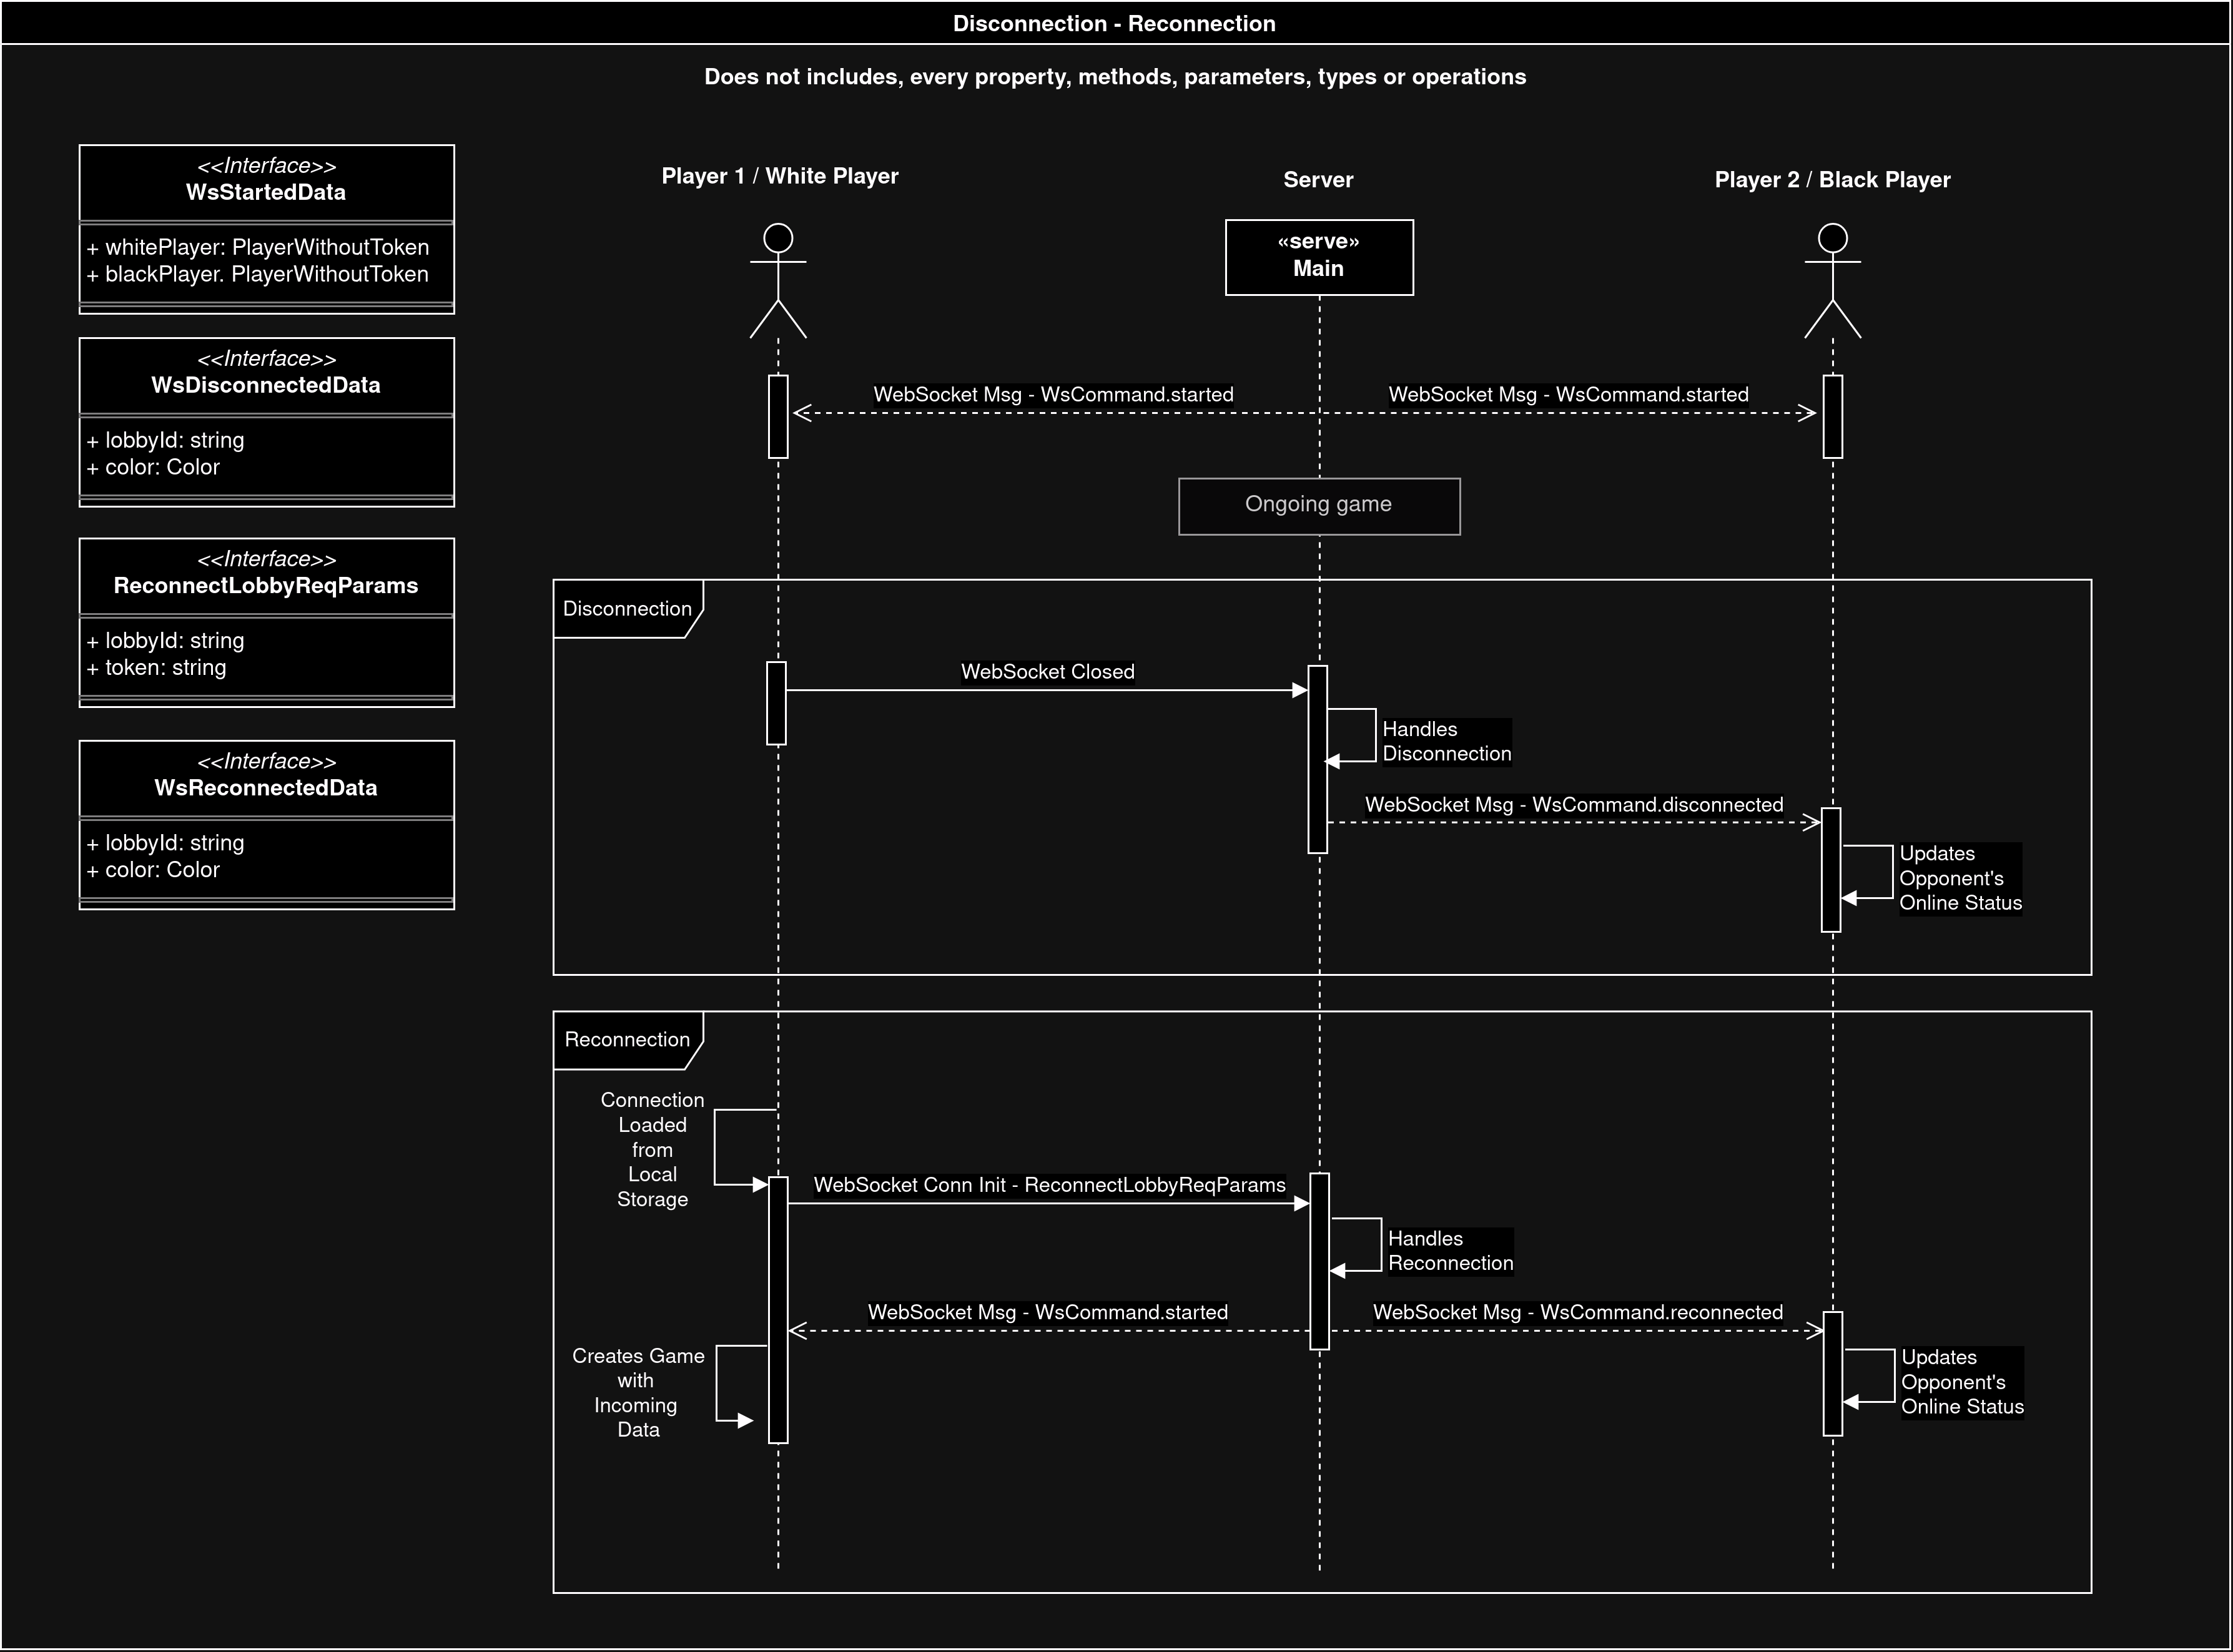 Disconnection - Reconnection
Does not includes, every property, methods, parameters, types or operations
<<Interface>>
WsStartedData
+ whitePlayer: PlayerWithoutToken
+ blackPlayer. PlayerWithoutToken
<<Interface>>
WsDisconnectedData
+ lobbyId: string
+ color: Color
<<Interface>>
ReconnectLobbyReqParams
+ lobbyId: string
+ token: string
<<Interface>>
WsReconnectedData
+ lobbyId: string
+ color: Color
Player 1 / White Player
Server
Player 2 / Black Player
«serve»
Main
WebSocket Msg - WsCommand.started
WebSocket Msg - WsCommand.started
Ongoing game
Disconnection
WebSocket Closed
Handles
Disconnection
WebSocket Msg - WsCommand.disconnected
Updates
Opponent's
Online Status
Reconnection
Connection
Loaded
from
Local
Storage
WebSocket Conn Init - ReconnectLobbyReqParams
Handles
Reconnection
WebSocket Msg - WsCommand.started
WebSocket Msg - WsCommand.reconnected
Creates Game
with
Incoming
Data
Updates
Opponent's
Online Status